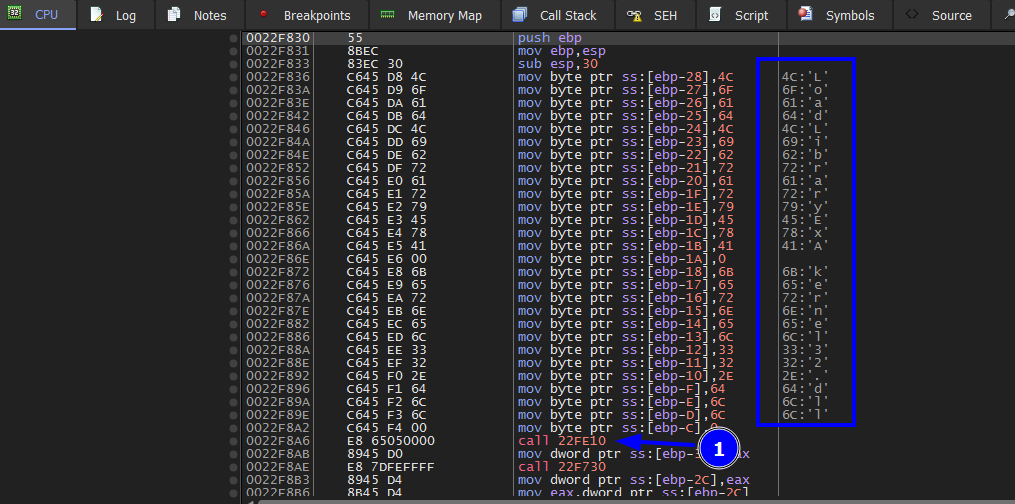 CPU Log Notes Breakpoints Memory Map Call Stack SEH Script Symbols Source
0022F830 55 push ebp
0022F831 8BEC mov ebp,esp
0022F833 83EC 30 sub esp,30
0022F836 C645 D8 4C mov byte ptr ss:[ebp-28],4C 4C:'L'
0022F83A C645 D9 6F mov byte ptr ss:[ebp-27],6F 6F:'o'
0022F83E C645 DA 61 mov byte ptr ss:[ebp-26],61 61:'a'
0022F842 C645 DB 64 mov byte ptr ss:[ebp-25],64 64:'d'
0022F846 C645 DC 4C mov byte ptr ss:[ebp-24],4C 4C:'L'
0022F84A C645 DD 69 mov byte ptr ss:[ebp-23],69 69:'i'
0022F84E C645 DE 62 mov byte ptr ss:[ebp-22],62 62:'b'
0022F852 C645 DF 72 mov byte ptr ss:[ebp-21],72 72:'r'
0022F856 C645 E0 61 mov byte ptr ss:[ebp-20],61 61:'a'
0022F85A C645 E1 72 mov byte ptr ss:[ebp-1F],72 72:'r'
0022F85E C645 E2 79 mov byte ptr ss:[ebp-1E],79 79:'y'
0022F862 C645 E3 45 mov byte ptr ss:[ebp-1D],45 45:'E'
0022F866 C645 E4 78 mov byte ptr ss:[ebp-1C],78 78:'x'
0022F86A C645 E5 41 mov byte ptr ss:[ebp-1B],41 41:'A'
0022F86E C645 E6 00 mov byte ptr ss:[ebp-1A],0
0022F872 C645 E8 6B mov byte ptr ss:[ebp-18],6B 6B:'k'
0022F876 C645 E9 65 mov byte ptr ss:[ebp-17],65 65:'e'
0022F87A C645 EA 72 mov byte ptr ss:[ebp-16],72 72:'r'
0022F87E C645 EB 6E mov byte ptr ss:[ebp-15],6E 6E:'n'
0022F882 C645 EC 65 mov byte ptr ss:[ebp-14],65 65:'e'
0022F886 C645 ED 6C mov byte ptr ss:[ebp-13],6C 6C:'l'
0022F88A C645 EE 33 mov byte ptr ss:[ebp-12],33 33:'3'
0022F88E C645 EF 32 mov byte ptr ss:[ebp-11],32 32:'2'
0022F892 C645 F0 2E mov byte ptr ss:[ebp-10],2E 2E:'.'
0022F896 C645 F1 64 mov byte ptr ss:[ebp-F],64 64:'d'
0022F89A C645 F2 6C mov byte ptr ss:[ebp-E],6C 6C:'l'
0022F89E C645 F3 6C mov byte ptr ss:[ebp-D],6C 6C:'l'
0022F8A2 C645 F4 00 mov byte ptr ss:[ebp-C],
0022F8A6 E8 65050000 call 22FE10 1
0022F8AB 8945 D0 mov dword ptr
0022F8AE E8 7DFEFFFF call 22F730
0022F8B3 8945 D4 mov dword ptr ss:[ebp-2C],eax
0022F8B6 8B45 D4 mov eax,dword ptr ss:[ebp-2C]